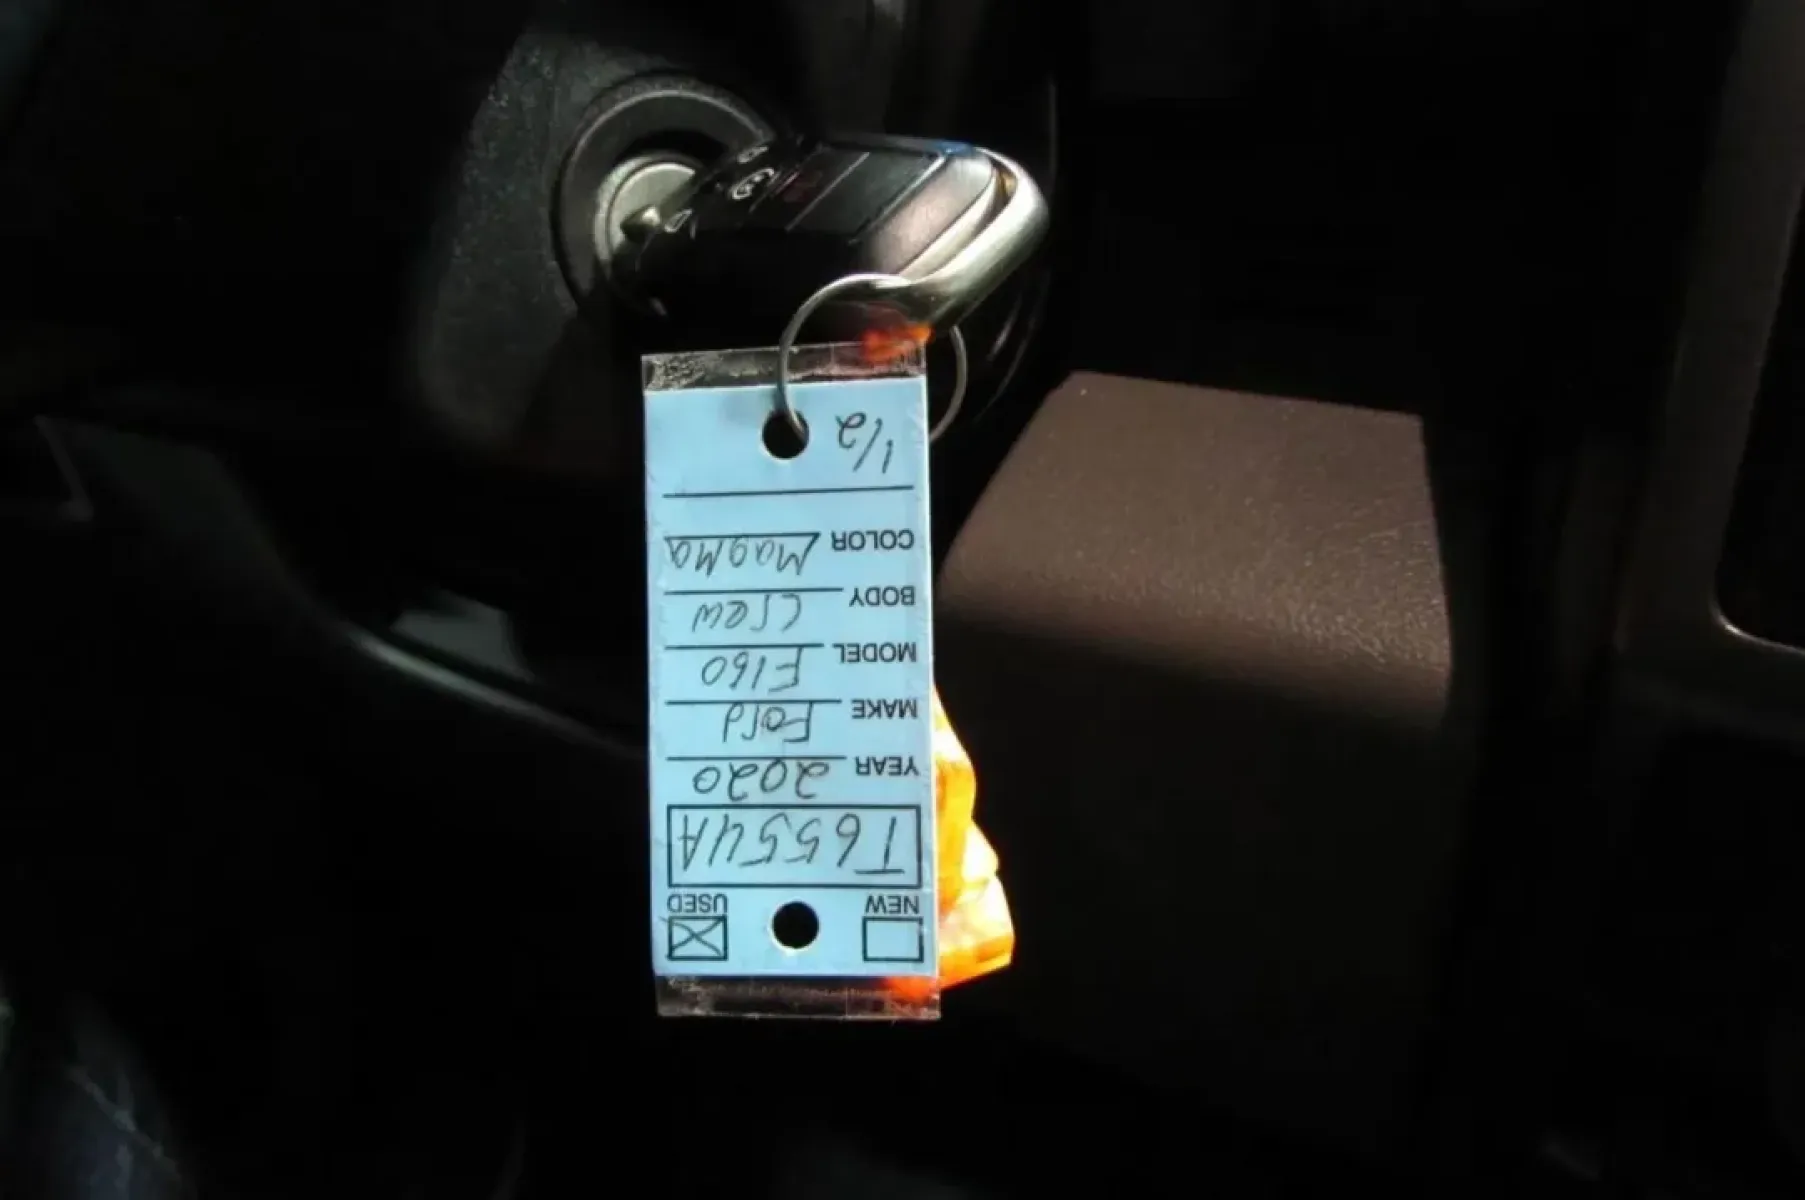 NEW USED
T6554A
YEAR 2020
MAKE Ford
MODEL F150
BODY Crew
COLOR Magma
1/2